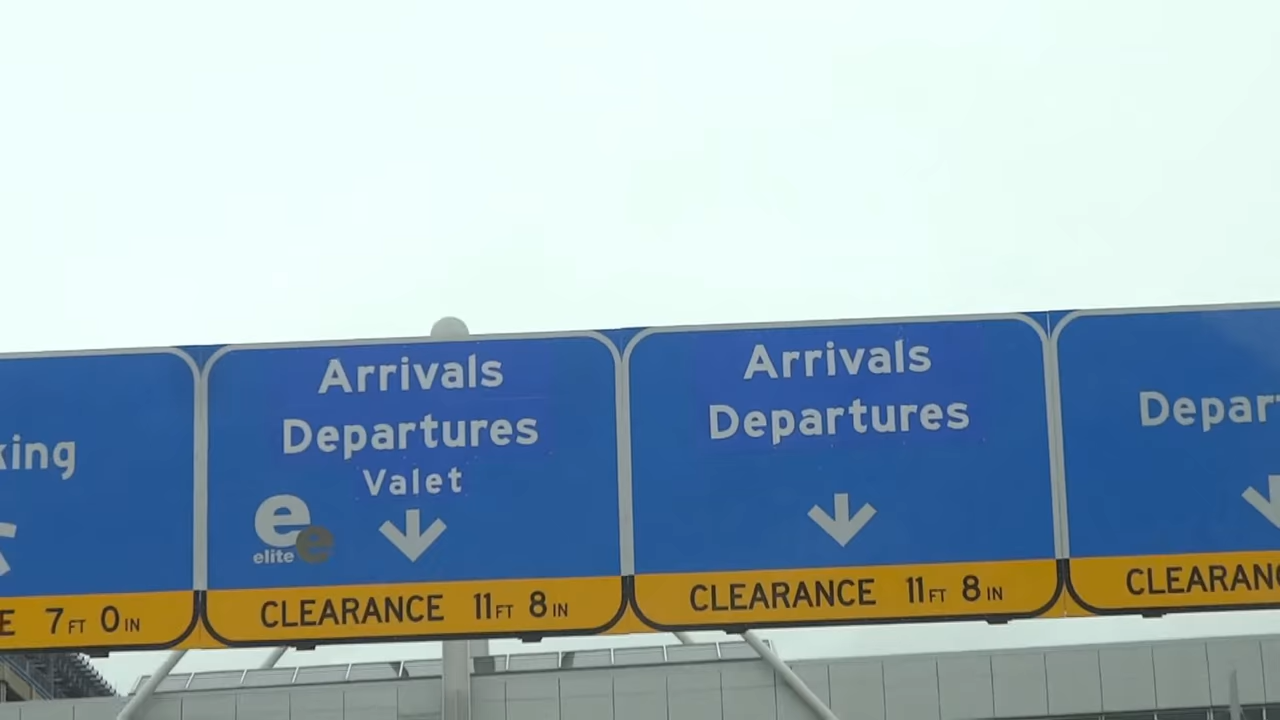 king
E 7 FT 0 IN
Arrivals
Departures
Valet
e e
elite
CLEARANCE 11 FT 8 IN
Arrivals
Departures
CLEARANCE 11 FT 8 IN
Depar
CLEARANC